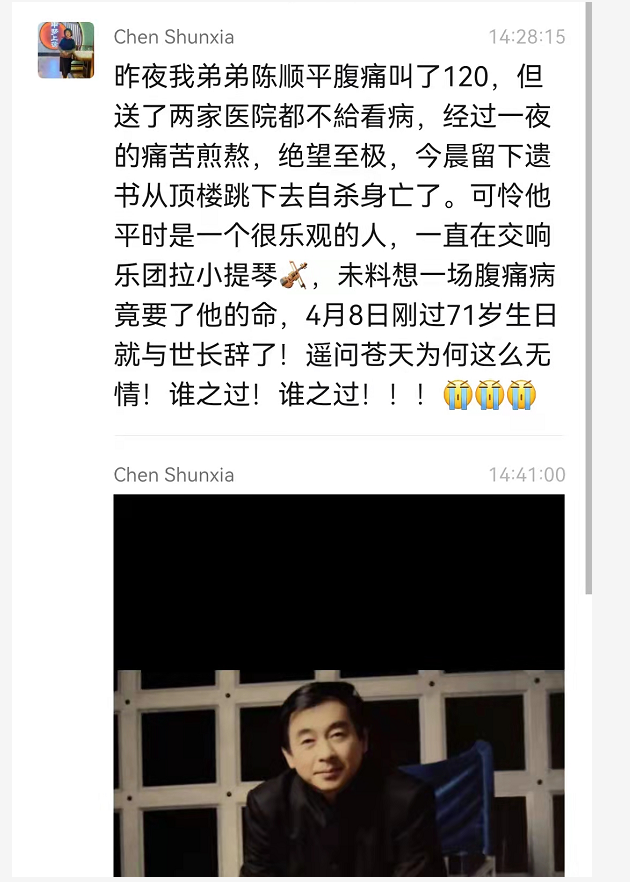 Chen Shunxia
14:28:15
昨夜我弟弟陈顺平腹痛叫了120，但
送了两家医院都不給看病，经过一夜
的痛苦煎熬，绝望至极，今晨留下遗
书从顶楼跳下去自杀身亡了。可怜他
平时是一个很乐观的人，一直在交响
乐团拉小提琴🎻，未料想一场腹痛病
竟要了他的命，4月8日刚过71岁生日
就与世长辞了！遥问苍天为何这么无
情！谁之过！谁之过！！！😭😭😭
Chen Shunxia
14:41:00